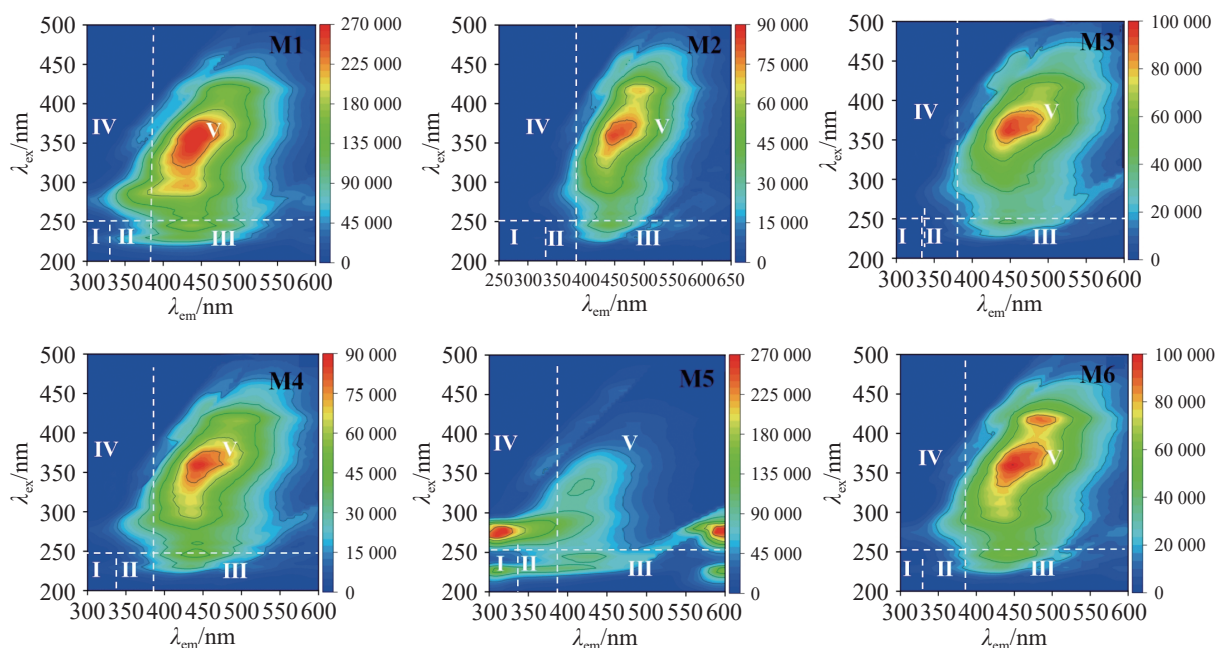 M1
500
450
400
350
300
250
200
λex/nm
300 350 400 450 500 550 600
λem/nm
IV
V
I
II
III
270 000
225 000
180 000
135 000
90 000
45 000
0
M2
500
450
400
350
300
250
200
λex/nm
250 300 350 400 450 500 550 600 650
λem/nm
IV
V
I
II
III
90 000
75 000
60 000
45 000
30 000
15 000
0
M3
500
450
400
350
300
250
200
λex/nm
300 350 400 450 500 550 600
λem/nm
IV
V
I
II
III
100 000
80 000
60 000
40 000
20 000
0
M4
500
450
400
350
300
250
200
λex/nm
300 350 400 450 500 550 600
λem/nm
IV
V
I
II
III
90 000
75 000
60 000
45 000
30 000
15 000
0
M5
500
450
400
350
300
250
200
λex/nm
300 350 400 450 500 550 600
λem/nm
IV
V
I
II
III
270 000
225 000
180 000
135 000
90 000
45 000
0
M6
500
450
400
350
300
250
200
λex/nm
300 350 400 450 500 550 600
λem/nm
IV
V
I
II
III
100 000
80 000
60 000
40 000
20 000
0